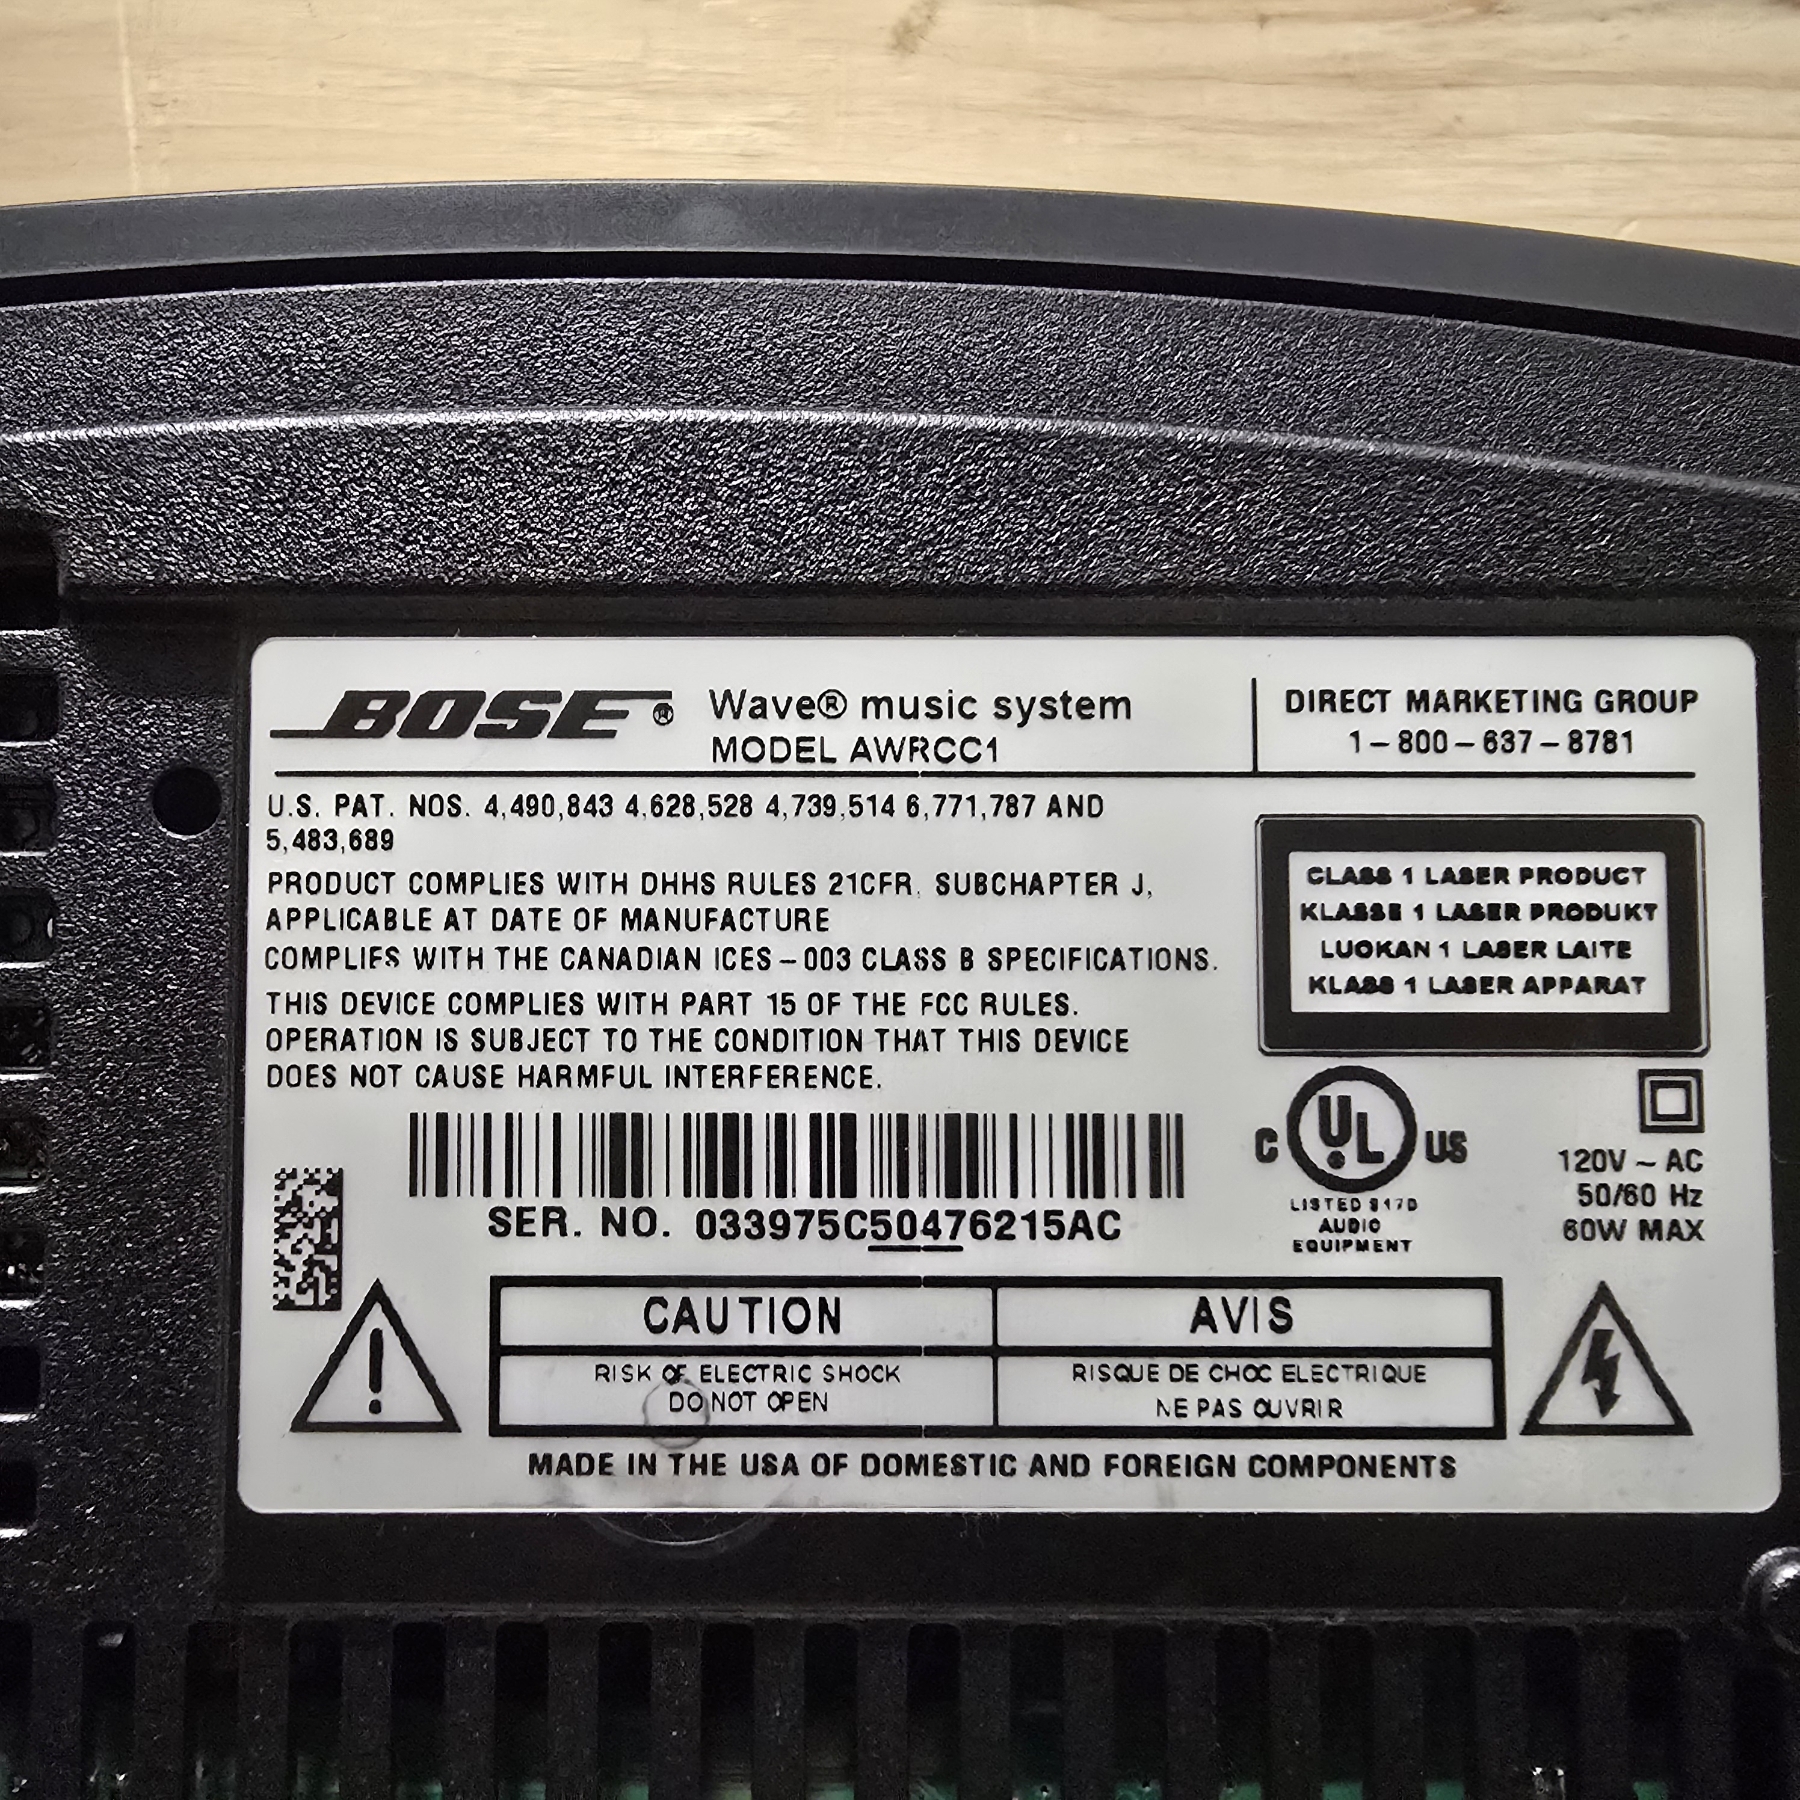 BOSE® Wave® music system
MODEL AWRCC1
DIRECT MARKETING GROUP
1-800-637-8781
U.S. PAT. NOS. 4,490,843 4,628,528 4,739,514 6,771,787 AND
5,483,689
PRODUCT COMPLIES WITH DHHS RULES 21CFR, SUBCHAPTER J,
APPLICABLE AT DATE OF MANUFACTURE
COMPLIES WITH THE CANADIAN ICES-003 CLASS B SPECIFICATIONS.
THIS DEVICE COMPLIES WITH PART 15 OF THE FCC RULES.
OPERATION IS SUBJECT TO THE CONDITION THAT THIS DEVICE
DOES NOT CAUSE HARMFUL INTERFERENCE.
CLASS 1 LASER PRODUCT
KLASSE 1 LASER PRODUKT
LUOKAN 1 LASER LAITE
KLASS 1 LASER APPARAT
C UL US
LISTED
AUDIO
EQUIPMENT
120V ~ AC
50/60 Hz
60W MAX
SER. NO. 033975C50476215AC
CAUTION
RISK OF ELECTRIC SHOCK
DO NOT OPEN
AVIS
RISQUE DE CHOC ELECTRIQUE
NE PAS OUVRIR
MADE IN THE USA OF DOMESTIC AND FOREIGN COMPONENTS